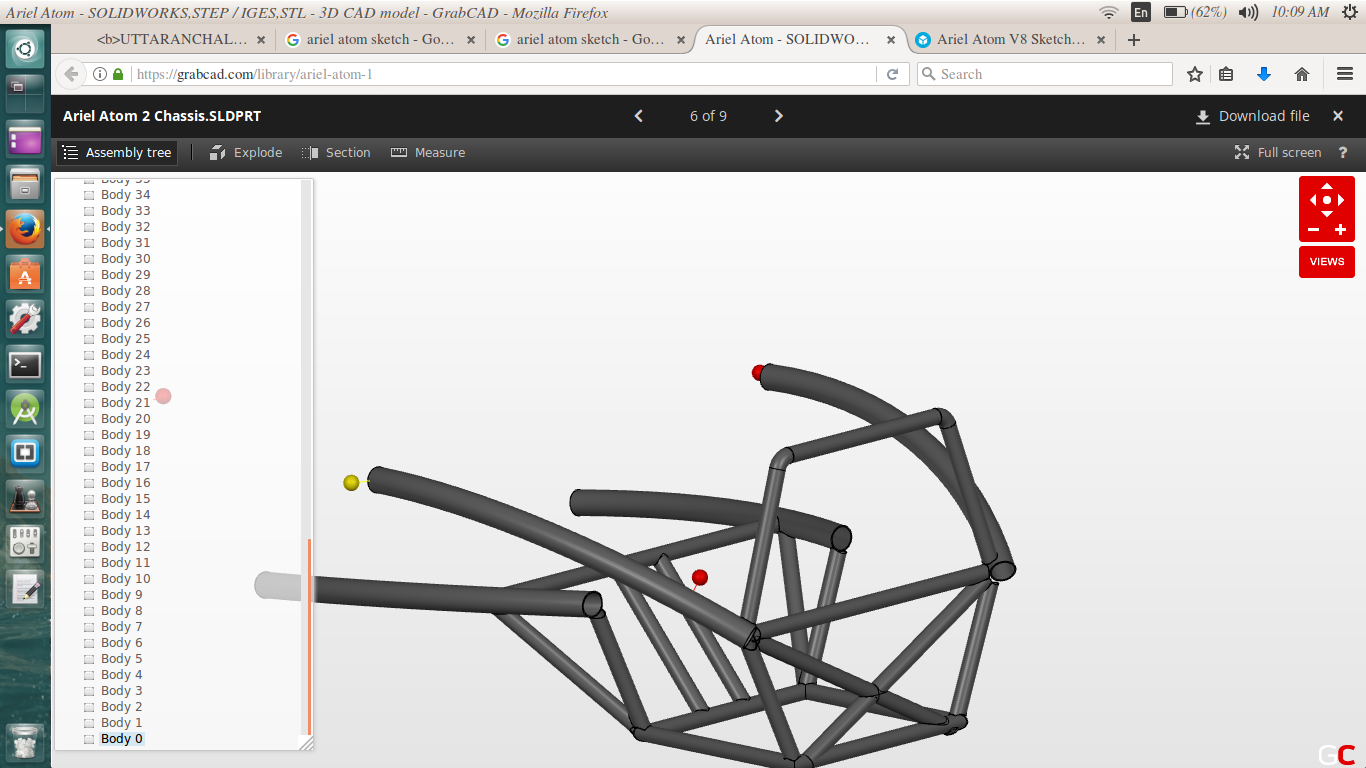 Ariel Atom - SOLIDWORKS,STEP / IGES,STL - 3D CAD model - GrabCAD - Mozilla Firefox En (62%) 10:09 AM
<b>UTTARANCHAL... ariel atom sketch - Go... ariel atom sketch - Go... Ariel Atom - SOLIDWO... Ariel Atom V8 Sketch...
https://grabcad.com/library/ariel-atom-1 Search
Ariel Atom 2 Chassis.SLDPRT 6 of 9 Download file
Assembly tree Explode Section Measure Full screen ?
Body 34
Body 33
Body 32
Body 31
Body 30
Body 29
Body 28
Body 27
Body 26
Body 25
Body 24
Body 23
Body 22
Body 21
Body 20
Body 19
Body 18
Body 17
Body 16
Body 15
Body 14
Body 13
Body 12
Body 11
Body 10
Body 9
Body 8
Body 7
Body 6
Body 5
Body 4
Body 3
Body 2
Body 1
Body 0
VIEWS
GC